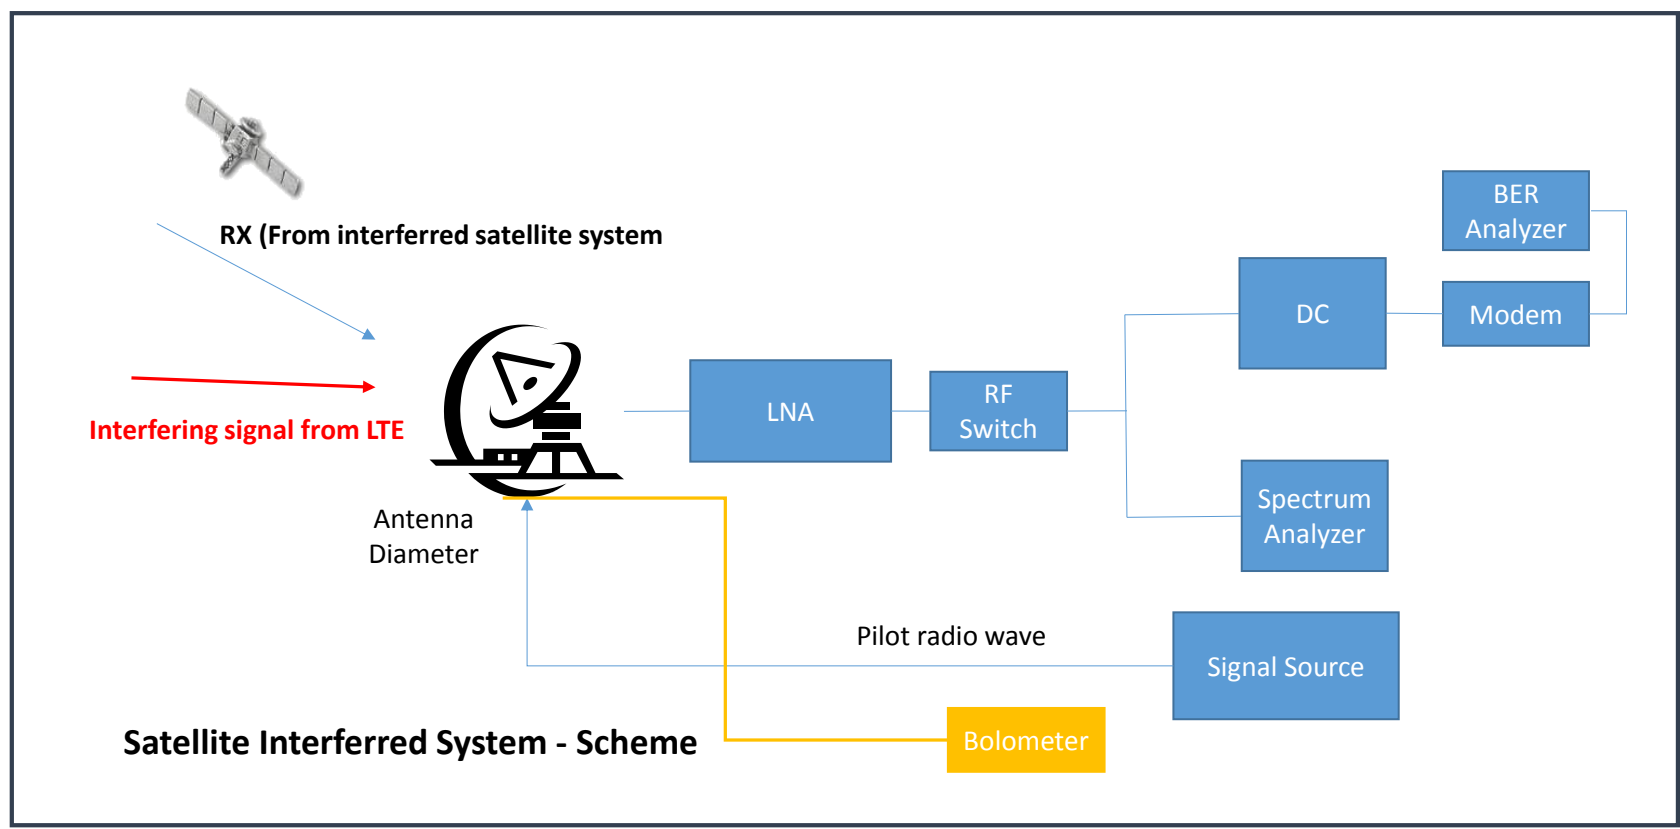 RX (From interferred satellite system
Interfering signal from LTE
Antenna
Diameter
LNA
RF
Switch
DC
Modem
BER
Analyzer
Spectrum
Analyzer
Pilot radio wave
Signal Source
Bolometer
Satellite Interferred System - Scheme